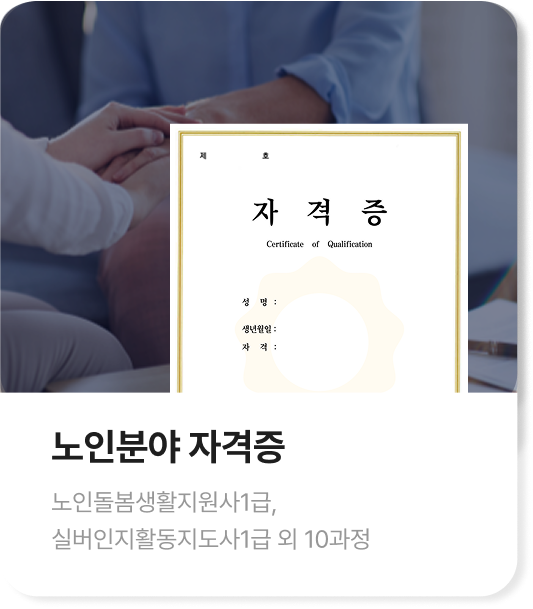 제 호
자 격 증
Certificate of Qualification
성 명 :
생년월일 :
자 격 :
노인분야 자격증
노인돌봄생활지원사1급,
실버인지활동지도사1급 외 10과정